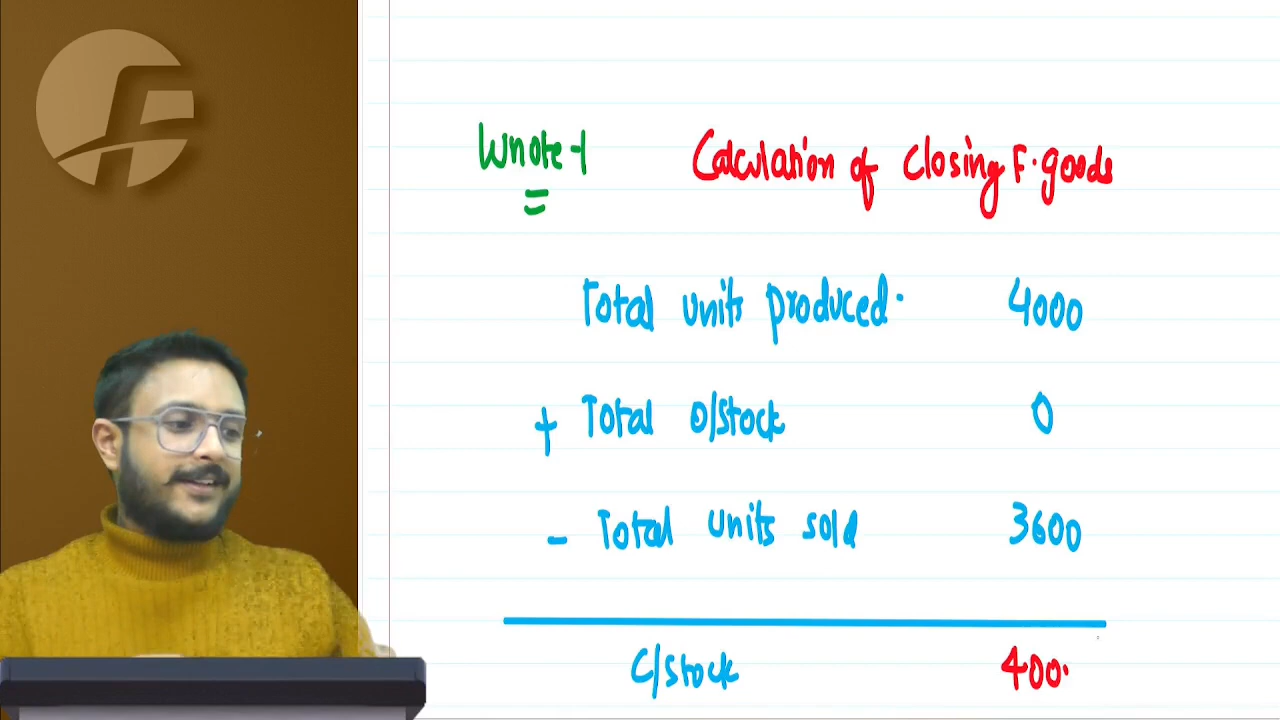 Wnote-1 Calculation of Closing F. goods
Total units produced. 4000
+ Total O/Stock 0
- Total units sold 3600
C/Stock 400.